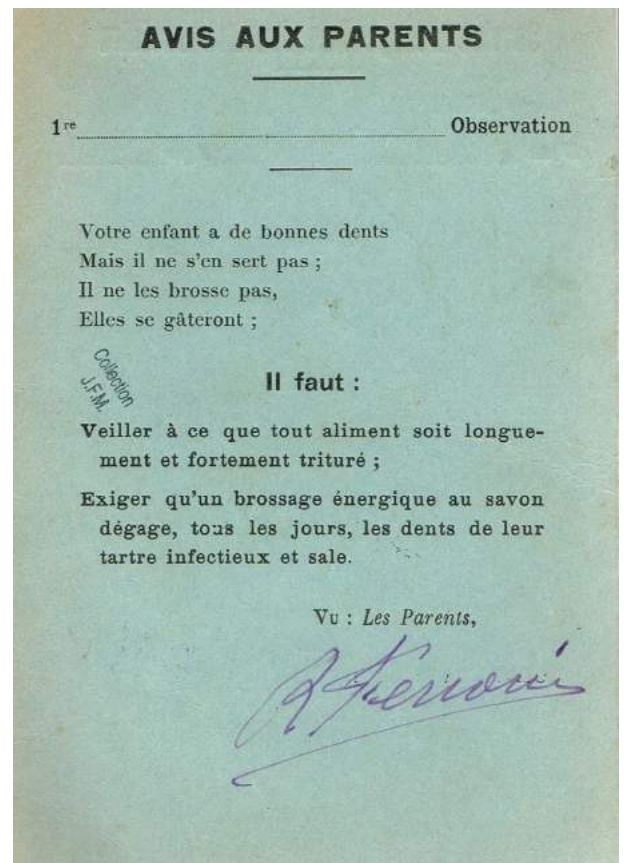 AVIS AUX PARENTS
1re Observation
Votre enfant a de bonnes dents
Mais il ne s'en sert pas ;
Il ne les brosse pas,
Elles se gâteront ;
Collection
J.F.M.
Il faut :
Veiller à ce que tout aliment soit longue-
ment et fortement trituré ;
Exiger qu'un brossage énergique au savon
dégage, tous les jours, les dents de leur
tartre infectieux et sale.
Vu : Les Parents,